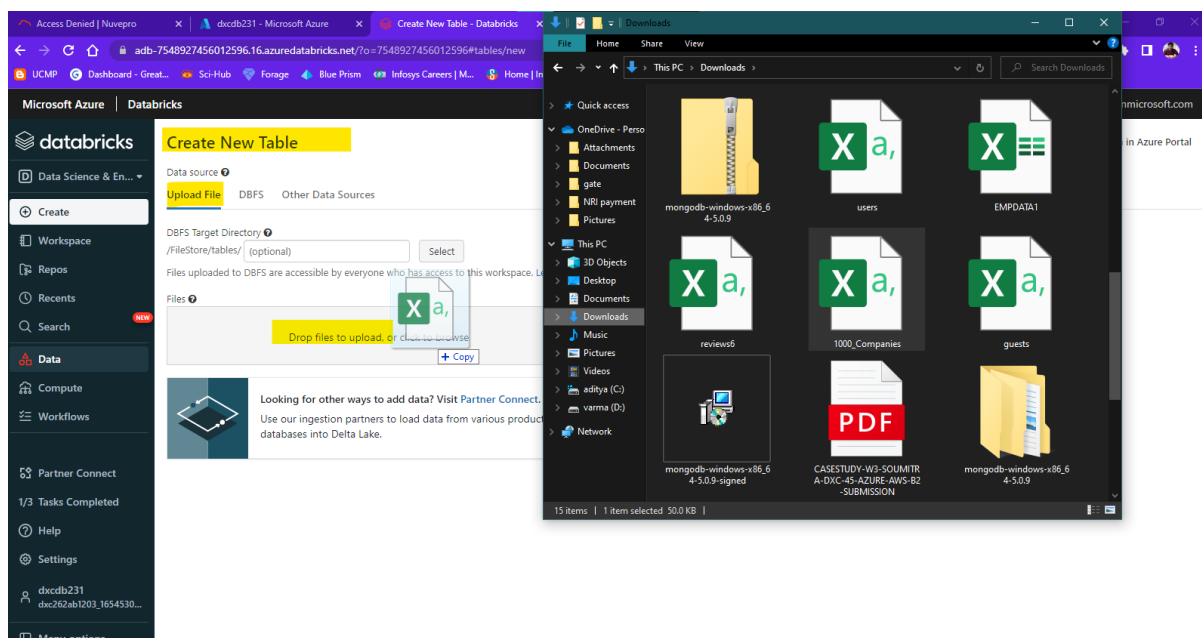 Access Denied | Nuvepro
dxcdb231 - Microsoft Azure
Create New Table - Databricks
adb-7548927456012596.16.azuredatabricks.net/?o=7548927456012596#tables/new
UCMP
Dashboard - Great...
Sci-Hub
Forage
Blue Prism
Infosys Careers | M...
Home | In
Microsoft Azure
Databricks
nmicrosoft.com
databricks
Data Science & En...
Create
Workspace
Repos
Recents
Search
NEW
Data
Compute
Workflows
Partner Connect
1/3 Tasks Completed
Help
Settings
dxcdb231
dxc262ab1203_1654530...
Menu options
Create New Table
in Azure Portal
Data source
Upload File
DBFS
Other Data Sources
DBFS Target Directory
/FileStore/tables/
(optional)
Select
Files uploaded to DBFS are accessible by everyone who has access to this workspace. Le
Files
Drop files to upload, or click to browse
a,
+ Copy
Looking for other ways to add data? Visit Partner Connect.
Use our ingestion partners to load data from various product
databases into Delta Lake.
Downloads
File
Home
Share
View
This PC
Downloads
Search Downloads
Quick access
OneDrive - Perso
Attachments
Documents
gate
NRI payment
Pictures
This PC
3D Objects
Desktop
Documents
Downloads
Music
Pictures
Videos
aditya (C:)
varma (D:)
Network
mongodb-windows-x86_6
4-5.0.9
X a,
users
X
EMPDATA1
X a,
reviews6
X a,
1000_Companies
X a,
guests
mongodb-windows-x86_6
4-5.0.9-signed
PDF
CASESTUDY-W3-SOUMITR
A-DXC-45-AZURE-AWS-B2
-SUBMISSION
mongodb-windows-x86_6
4-5.0.9
15 items
1 item selected 50.0 KB